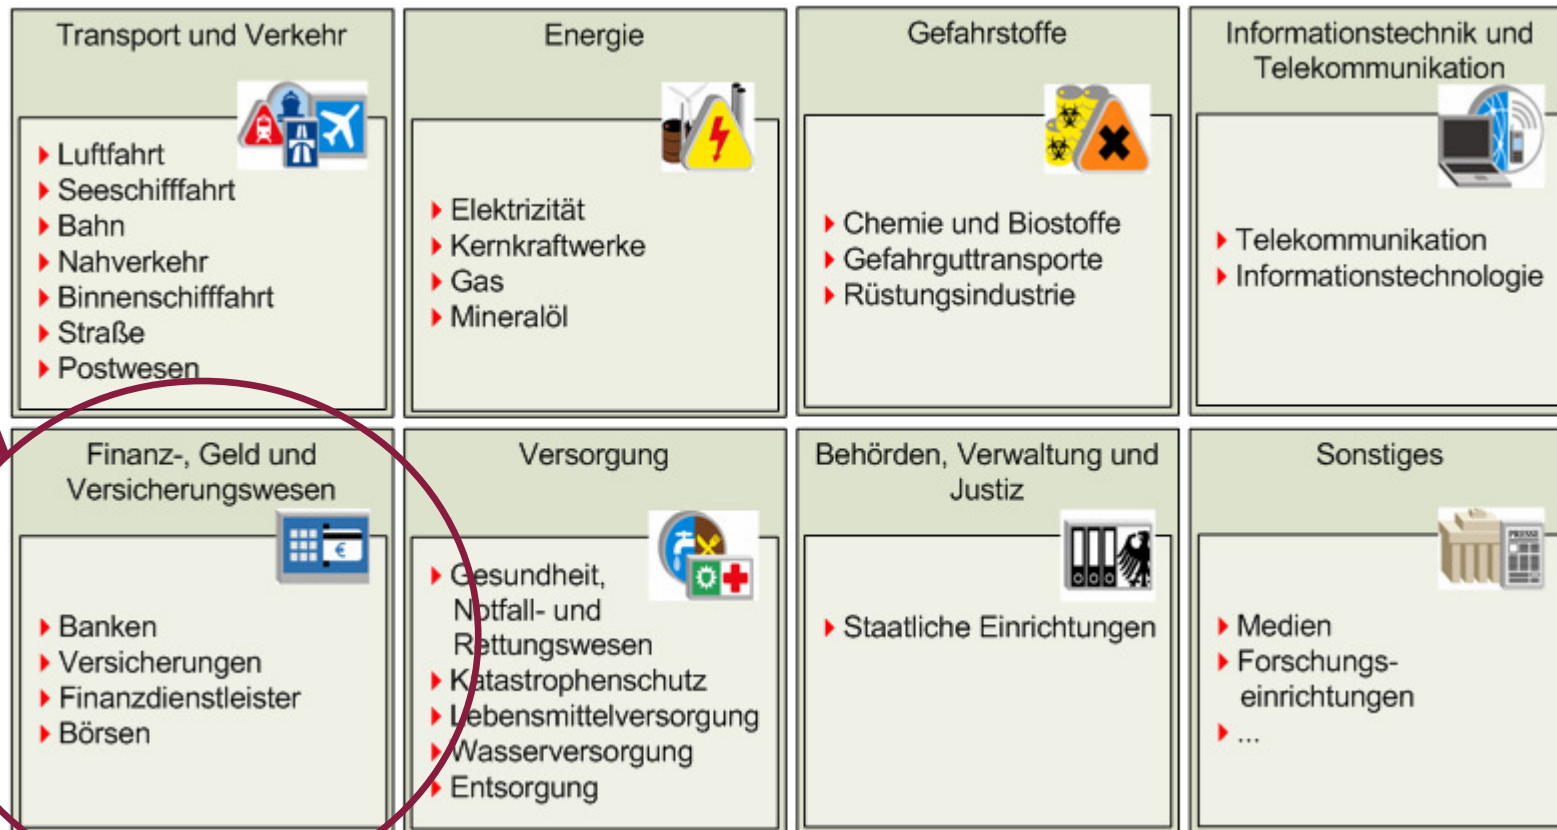 Transport und Verkehr
Luftfahrt
Seeschifffahrt
Bahn
Nahverkehr
Binnenschifffahrt
Straße
Postwesen
Energie
Elektrizität
Kernkraftwerke
Gas
Mineralöl
Gefahrstoffe
Chemie und Biostoffe
Gefahrguttransporte
Rüstungsindustrie
Informationstechnik und
Telekommunikation
Telekommunikation
Informationstechnologie
Finanz-, Geld und
Versicherungswesen
€
Banken
Versicherungen
Finanzdienstleister
Börsen
Versorgung
Gesundheit,
Notfall- und
Rettungswesen
Katastrophenschutz
Lebensmittelversorgung
Wasserversorgung
Entsorgung
Behörden, Verwaltung und
Justiz
Staatliche Einrichtungen
Sonstiges
PRESSE
Medien
Forschungs-
einrichtungen
...